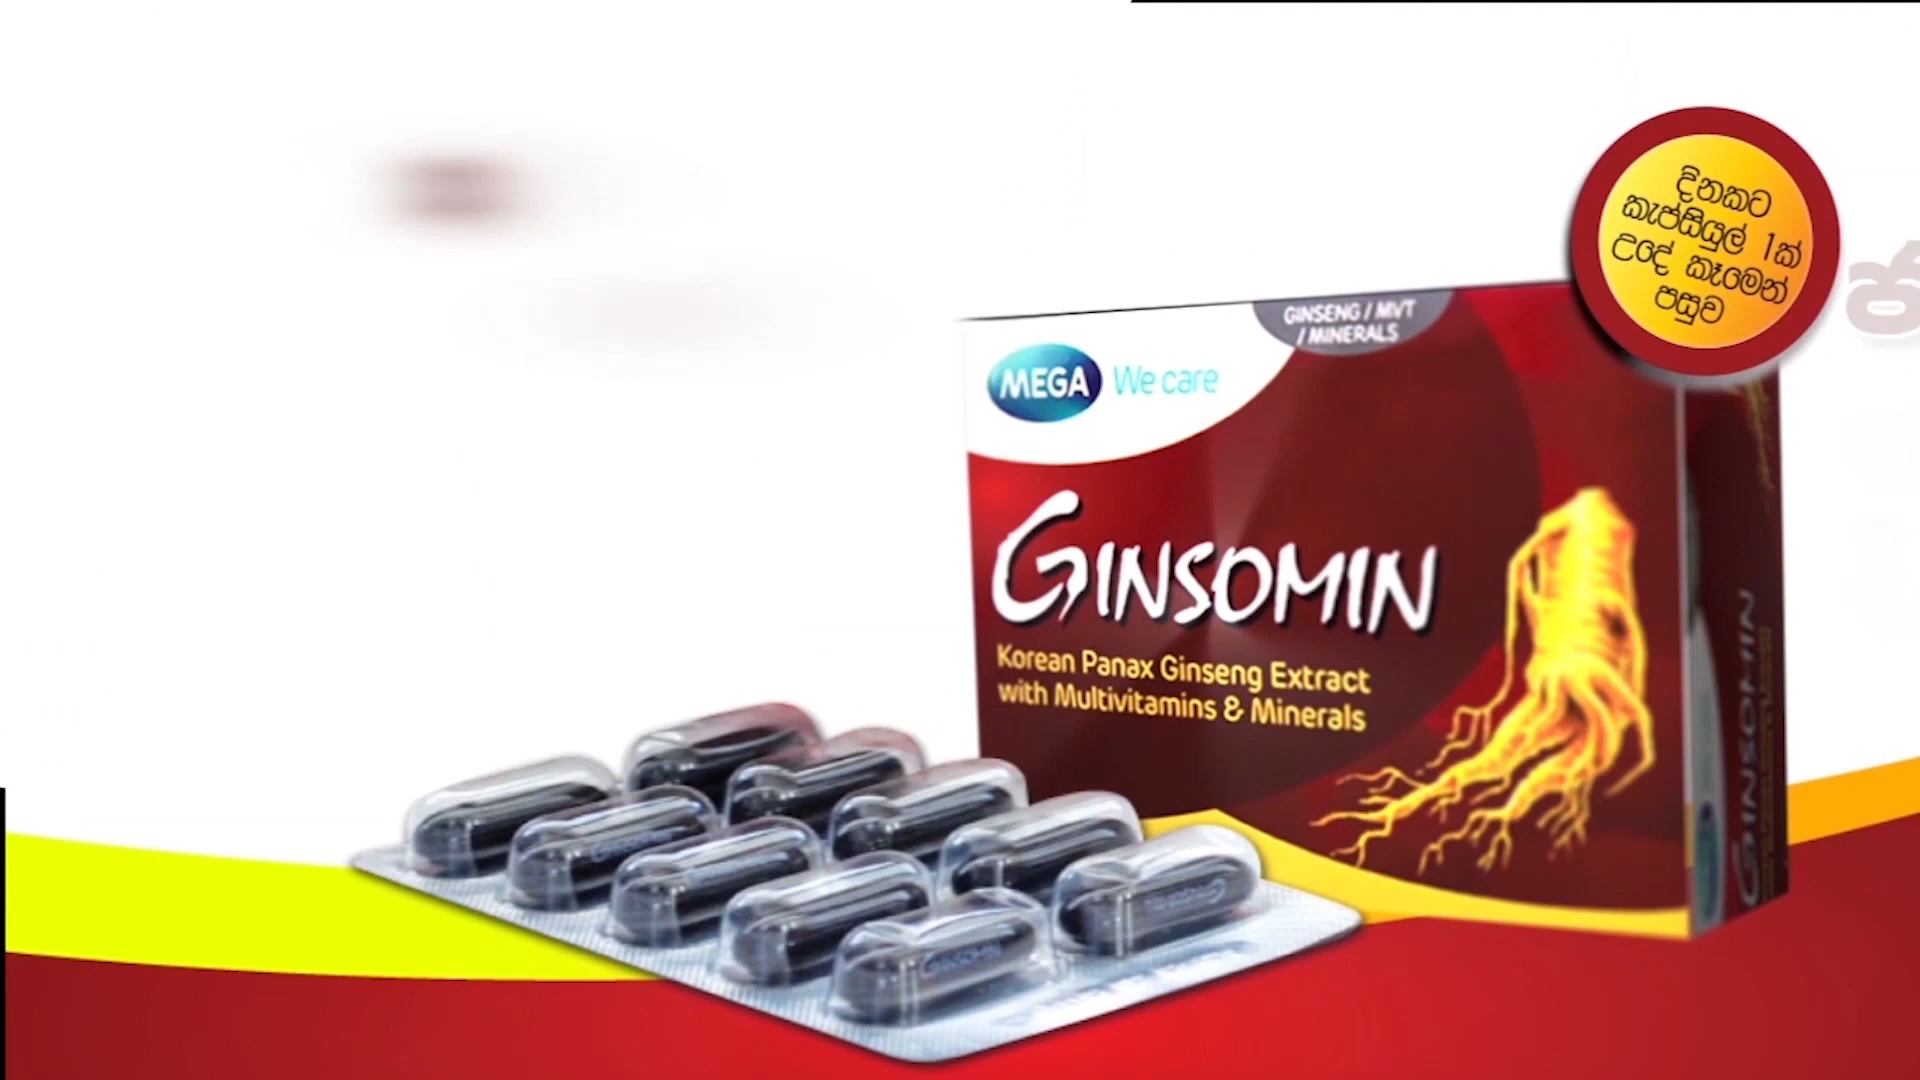 දිනකට
කැප්සියුල් 1ක්
උදේ කෑමෙන්
පසුව
GINSENG / MVT
/ MINERALS
MEGA We care
GINSOMIN
Korean Panax Ginseng Extract
with Multivitamins & Minerals
GINSOMIN
GINSOMIN